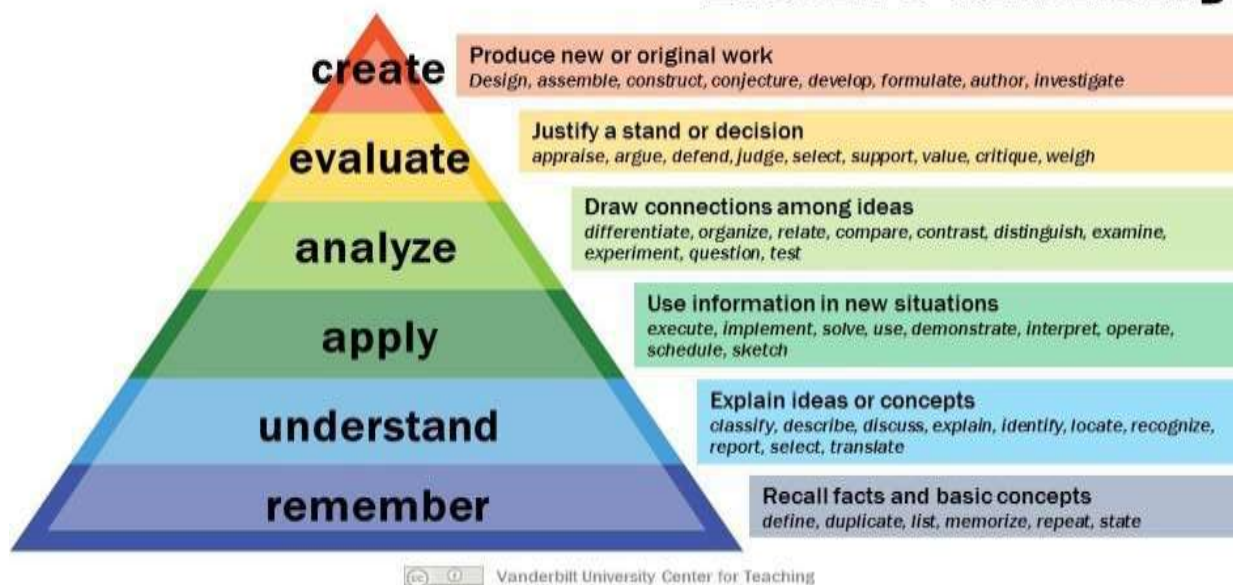 create
Produce new or original work
Design, assemble, construct, conjecture, develop, formulate, author, investigate
evaluate
Justify a stand or decision
appraise, argue, defend, judge, select, support, value, critique, weigh
analyze
Draw connections among ideas
differentiate, organize, relate, compare, contrast, distinguish, examine,
experiment, question, test
apply
Use information in new situations
execute, implement, solve, use, demonstrate, interpret, operate,
schedule, sketch
understand
Explain ideas or concepts
classify, describe, discuss, explain, identify, locate, recognize,
report, select, translate
remember
Recall facts and basic concepts
define, duplicate, list, memorize, repeat, state
cc
Vanderbilt University Center for Teaching